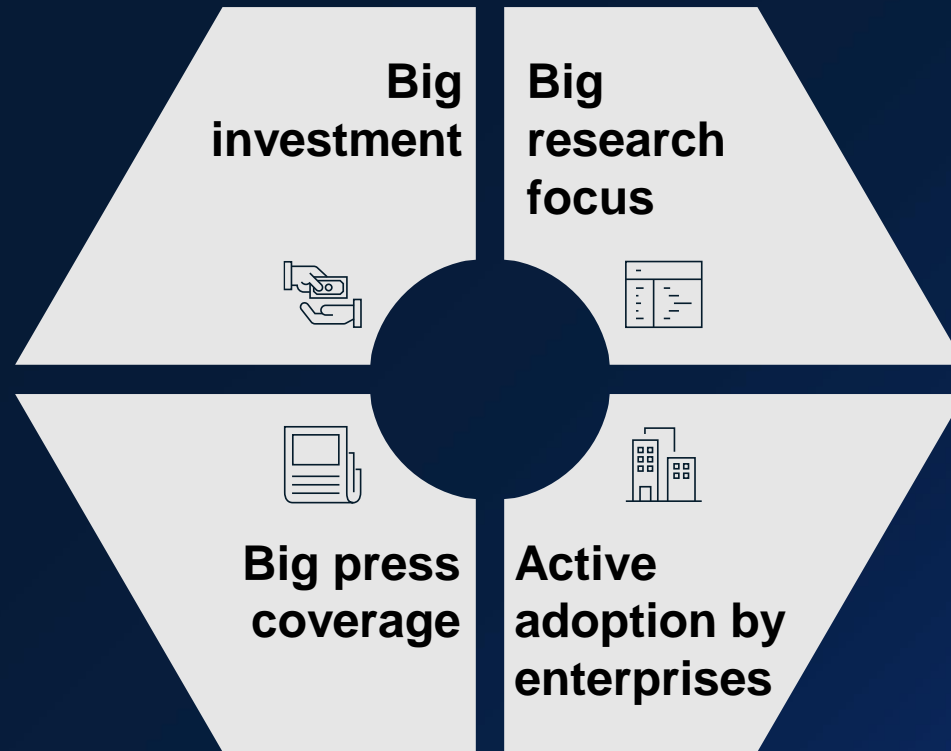 Big
investment
Big
research
focus
Big press
coverage
Active
adoption by
enterprises